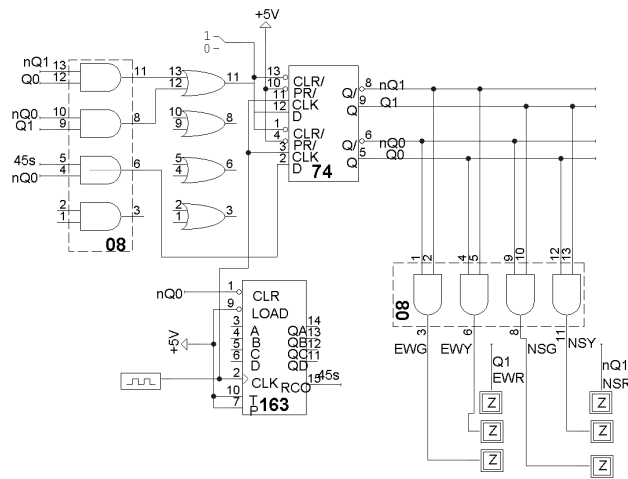 +5V
1-
0-
nQ1 13
Q0 12
11
nQ0 10
Q1 9
8
45s 5
nQ0 4
6
2
1
3
08
13
12
11
10
9
8
5
4
6
2
1
3
13 CLR/
10 PR/
11 CLK
12 D
1 CLR/
4 PR/
3 CLK
2 D
Q/ 8 nQ1
Q 9 Q1
Q/ 6 nQ0
Q 5 Q0
74
nQ0 1 CLR
9 LOAD
3 A QA 14
4 B QB 13
5 C QC 12
6 D QD 11
2 CLK RCO 15 45s
10 T
7 P
163
+5V
1 2
4 5
9 10
12 13
08
3 EWG
6 EWY
8 NSG
11 NSY
Q1
EWR
nQ1
NSR
Z
Z
Z
Z
Z
Z